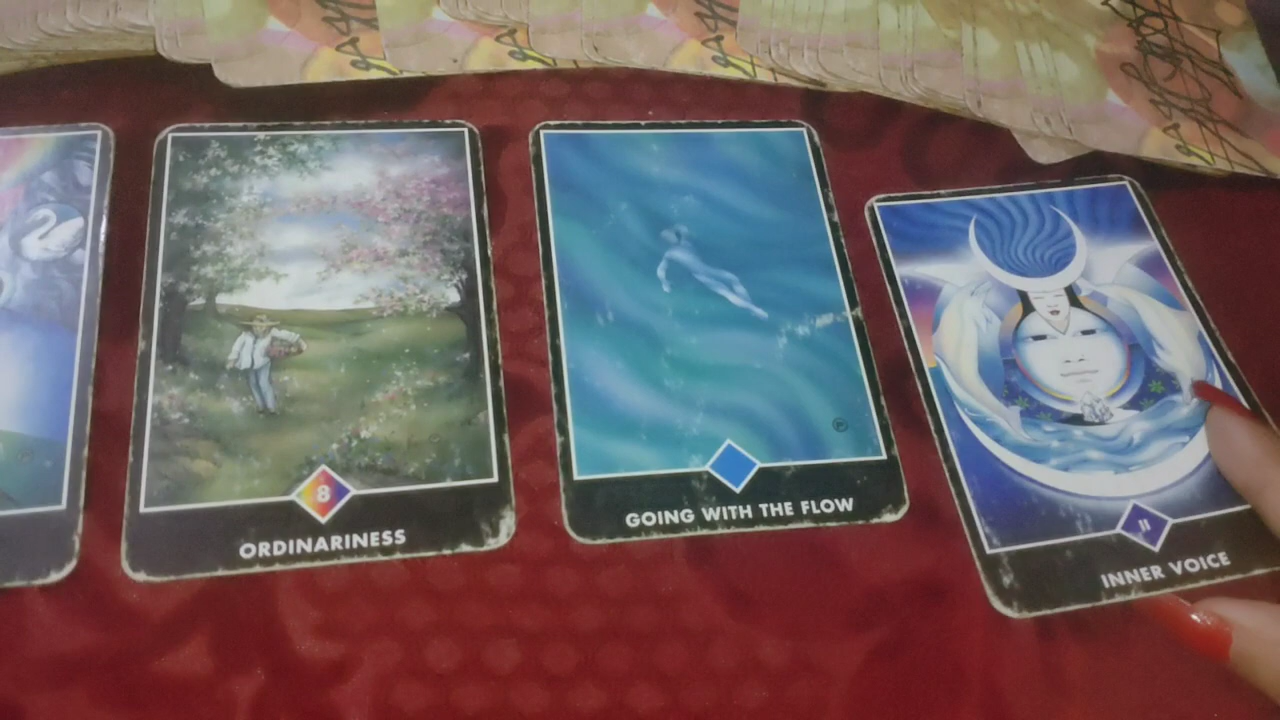 8
ORDINARINESS
GOING WITH THE FLOW
II
INNER VOICE